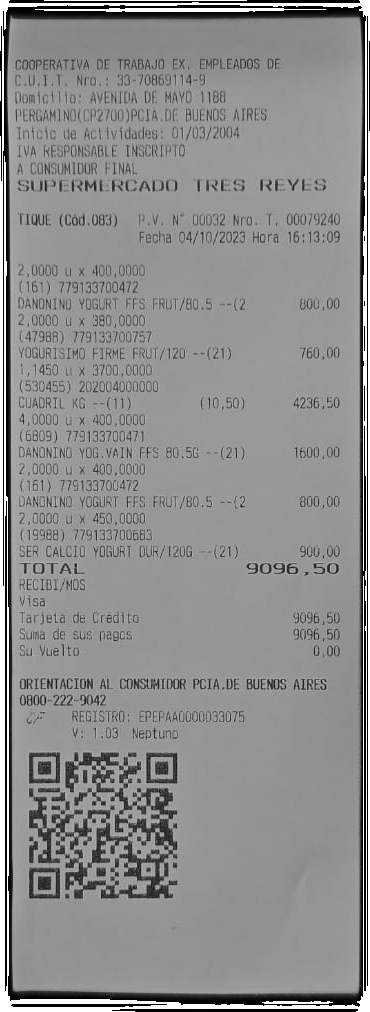 COOPERATIVA DE TRABAJO EX. EMPLEADOS DE
C.U.I.T. Nro.: 33-70869114-9
Domicilio: AVENIDA DE MAYO 1188
PERGAMINO(CP2700)PCIA.DE BUENOS AIRES
Inicio de Actividades: 01/03/2004
IVA RESPONSABLE INSCRIPTO
A CONSUMIDOR FINAL
SUPERMERCADO TRES REYES
TIQUE (Cód.083) P.V. N° 00032 Nro. T. 00079240
Fecha 04/10/2023 Hora 16:13:09
2,0000 u x 400,0000
(161) 779133700472
DANONINO YOGURT FFS FRUT/80.5 --(2 800,00
2,0000 u x 380,0000
(47988) 779133700757
YOGURISIMO FIRME FRUT/120 --(21) 760,00
1,1450 u x 3700,0000
(530455) 202004000000
CUADRIL KG --(11) (10,50) 4236,50
4,0000 u x 400,0000
(6809) 779133700471
DANONINO YOG.VAIN FFS 80.5G --(21) 1600,00
2,0000 u x 400,0000
(161) 779133700472
DANONINO YOGURT FFS FRUT/80.5 --(2 800,00
2,0000 u x 450,0000
(19988) 779133700683
SER CALCIO YOGURT DUR/120G --(21) 900,00
TOTAL 9096,50
RECIBI/MOS
Visa
Tarjeta de Crédito 9096,50
Suma de sus pagos 9096,50
Su Vuelto 0,00
ORIENTACION AL CONSUMIDOR PCIA.DE BUENOS AIRES
0800-222-9042
CF REGISTRO: EPEPAA0000033075
V: 1.03 Neptuno